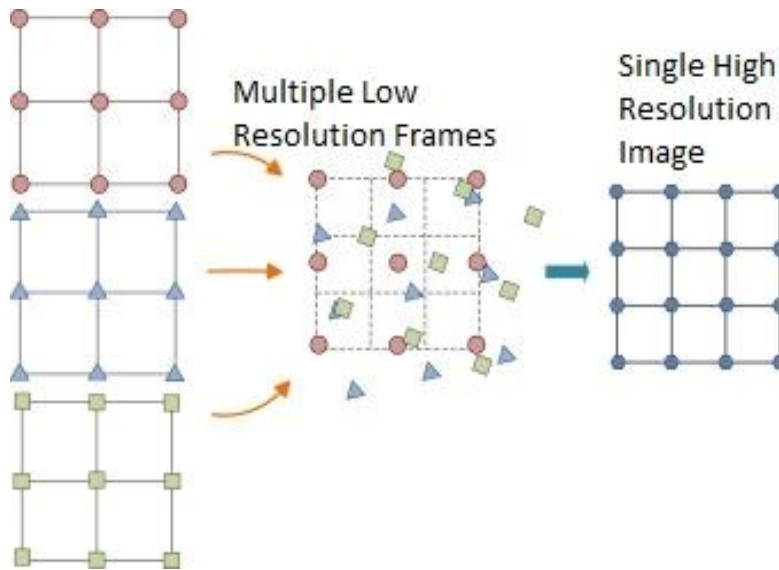 Multiple Low
Resolution Frames
Single High
Resolution
Image